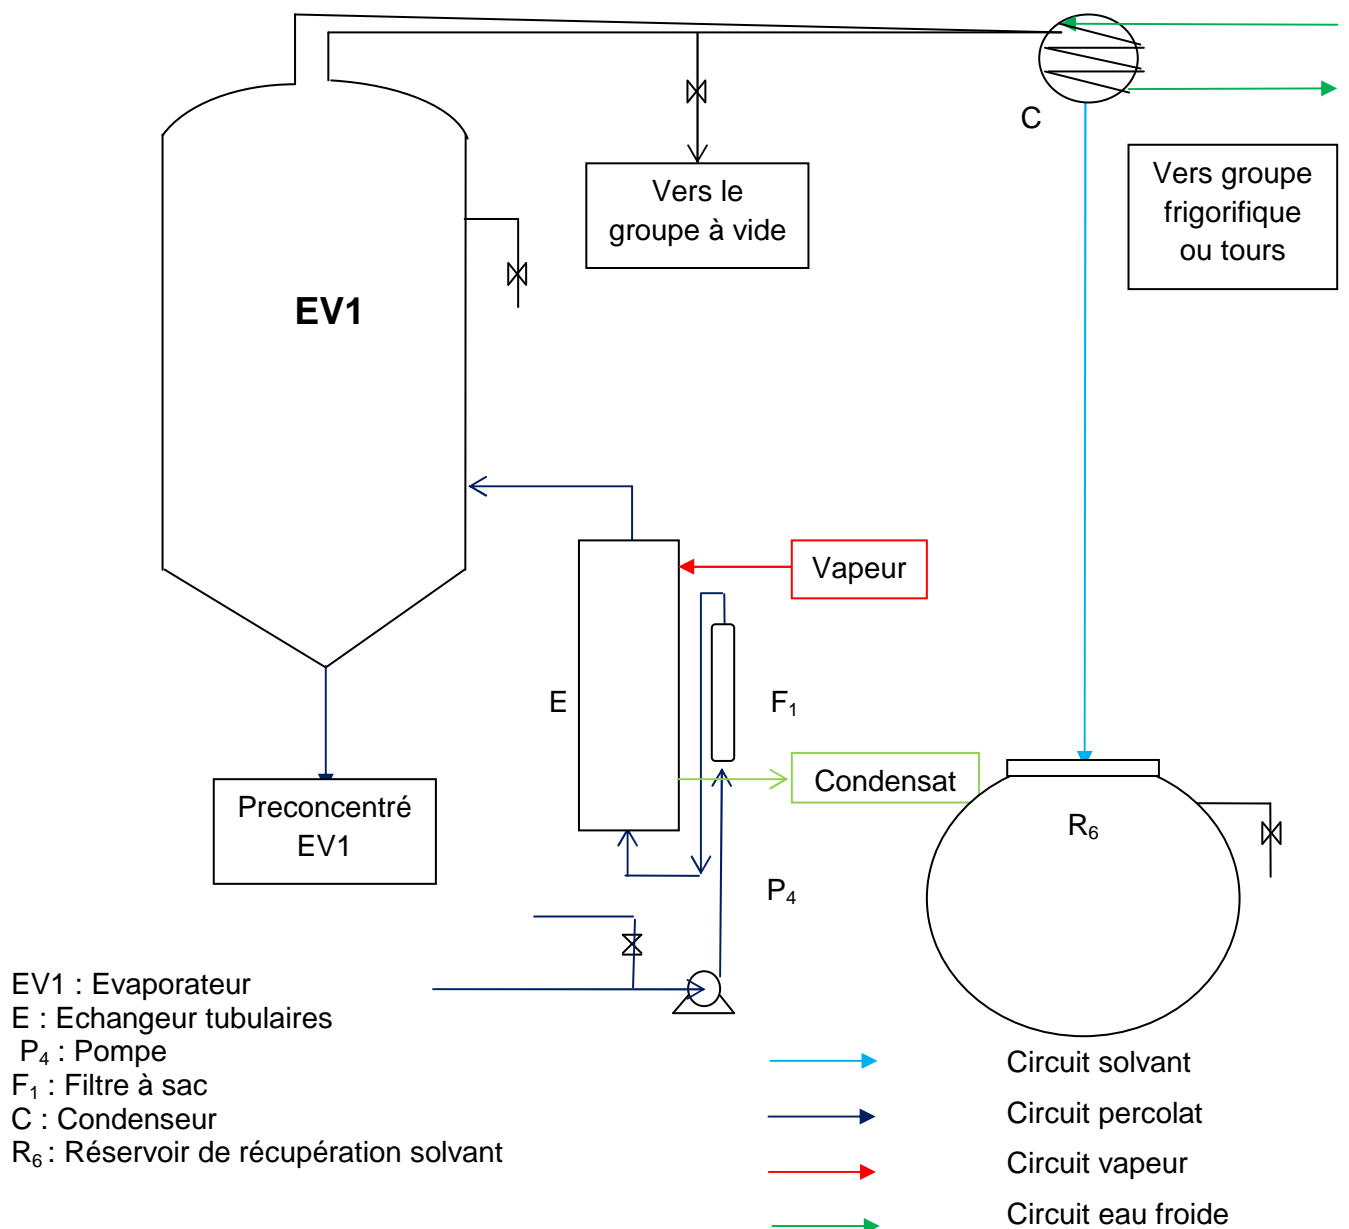 C
Vers le
groupe à vide
Vers groupe
frigorifique
ou tours
EV1
Vapeur
E
F₁
Condensat
Preconcentré
EV1
R₆
P₄
EV1 : Evaporateur
E : Echangeur tubulaires
P₄ : Pompe
F₁ : Filtre à sac
C : Condenseur
R₆ : Réservoir de récupération solvant
Circuit solvant
Circuit percolat
Circuit vapeur
Circuit eau froide